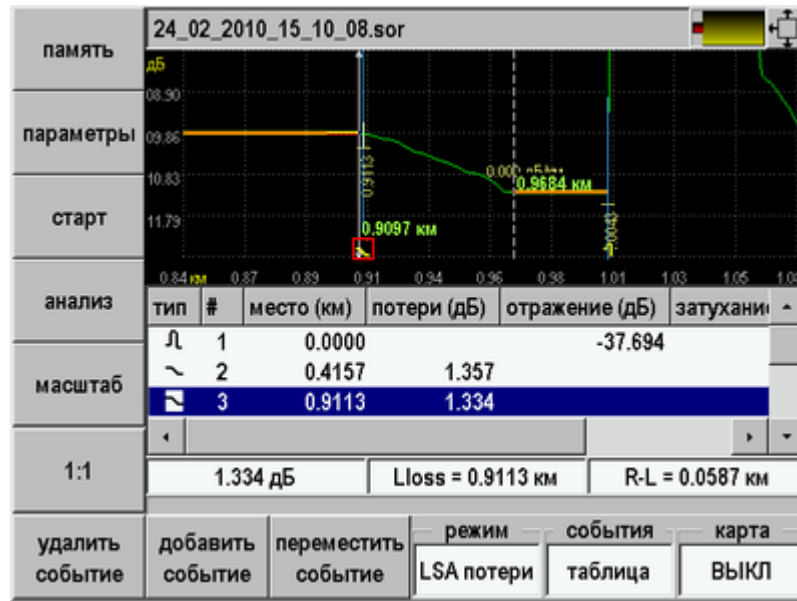 24_02_2010_15_10_08.sor
память
параметры
старт
анализ
масштаб
1:1
дБ
08.90
09.86
10.83
11.79
0.9113
0.9684 км
0.9097 км
0.84 км 0.87 0.89 0.91 0.94 0.96 0.98 1.01 1.03 1.05
тип # место (км) потери (дБ) отражение (дБ)
1 0.0000 -37.694
2 0.4157 1.357
3 0.9113 1.334
1.334 дБ Lloss = 0.9113 км R-L = 0.0587 км
удалить событие
добавить событие
переместить событие
режим
LSA потери
события
таблица
карта
ВЫКЛ